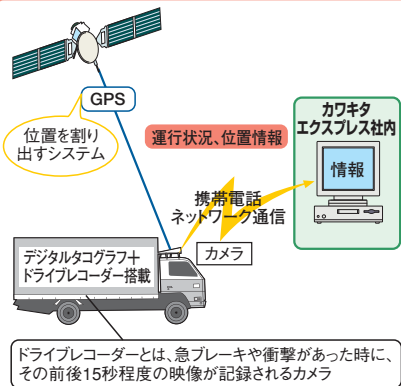 GPS
位置を割り
出すシステム
運行状況、位置情報
カワキタ
エクスプレス社内
情報
携帯電話
ネットワーク通信
カメラ
デジタルタコグラフ＋
ドライブレコーダー搭載
ドライブレコーダーとは、急ブレーキや衝撃があった時に、
その前後15秒程度の映像が記録されるカメラ